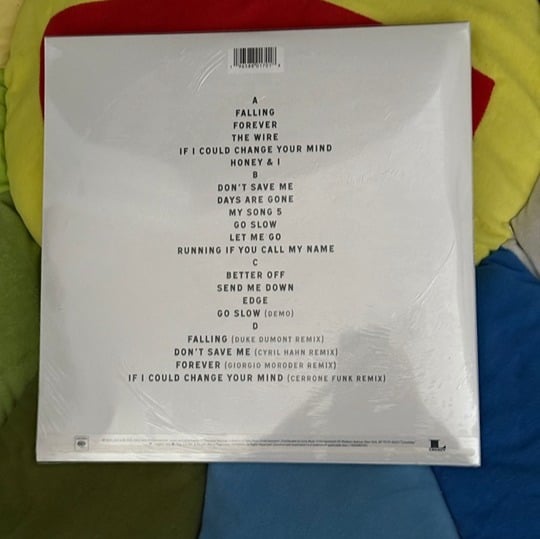 A
FALLING
FOREVER
THE WIRE
IF I COULD CHANGE YOUR MIND
HONEY & I
B
DON'T SAVE ME
DAYS ARE GONE
MY SONG 5
GO SLOW
LET ME GO
RUNNING IF YOU CALL MY NAME
C
BETTER OFF
SEND ME DOWN
EDGE
GO SLOW (DEMO)
D
FALLING (DUKE DUMONT REMIX)
DON'T SAVE ME (CYRIL HAHN REMIX)
FOREVER (GIORGIO MORODER REMIX)
IF I COULD CHANGE YOUR MIND (CERRONE FUNK REMIX)